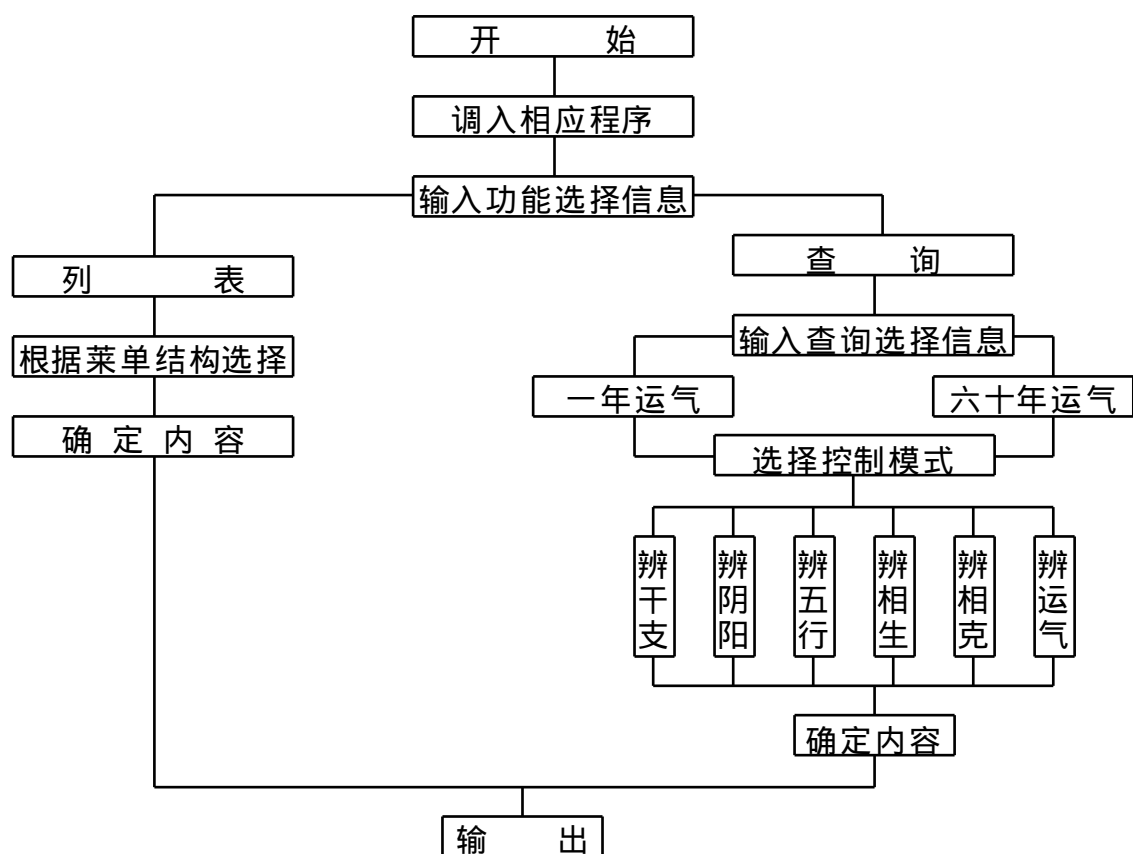 开 始
调入相应程序
输入功能选择信息
列 表
根据莱单结构选择
确 定 内 容
查 询
输入查询选择信息
一年运气
六十年运气
选择控制模式
辨干支
辨阴阳
辨五行
辨相生
辨相克
辨运气
确定内容
输 出